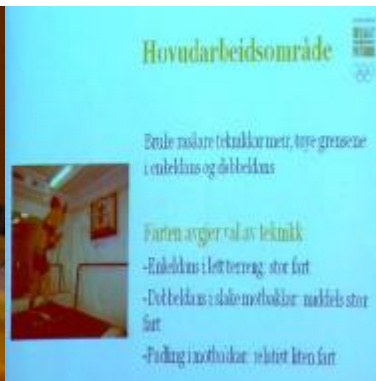 Hovudarbeidsområde
Bruke raskare teknikkar meir, tøye grensene
i enkeldans og dobbeldans
Farten avgjer val av teknikk
-Enkeldans i lett terreng: stor fart
-Dobbeldans i slake motbakkar: middels stor
fart
-Padling i motbakkar: relativt liten fart